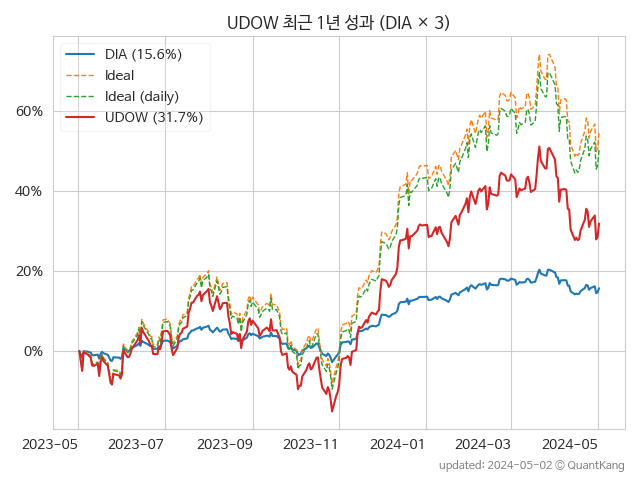 UDOW 최근 1년 성과 (DIA × 3)
DIA (15.6%)
Ideal
Ideal (daily)
UDOW (31.7%)
60%
40%
20%
0%
2023-05 2023-07 2023-09 2023-11 2024-01 2024-03 2024-05
updated: 2024-05-02 © QuantKang